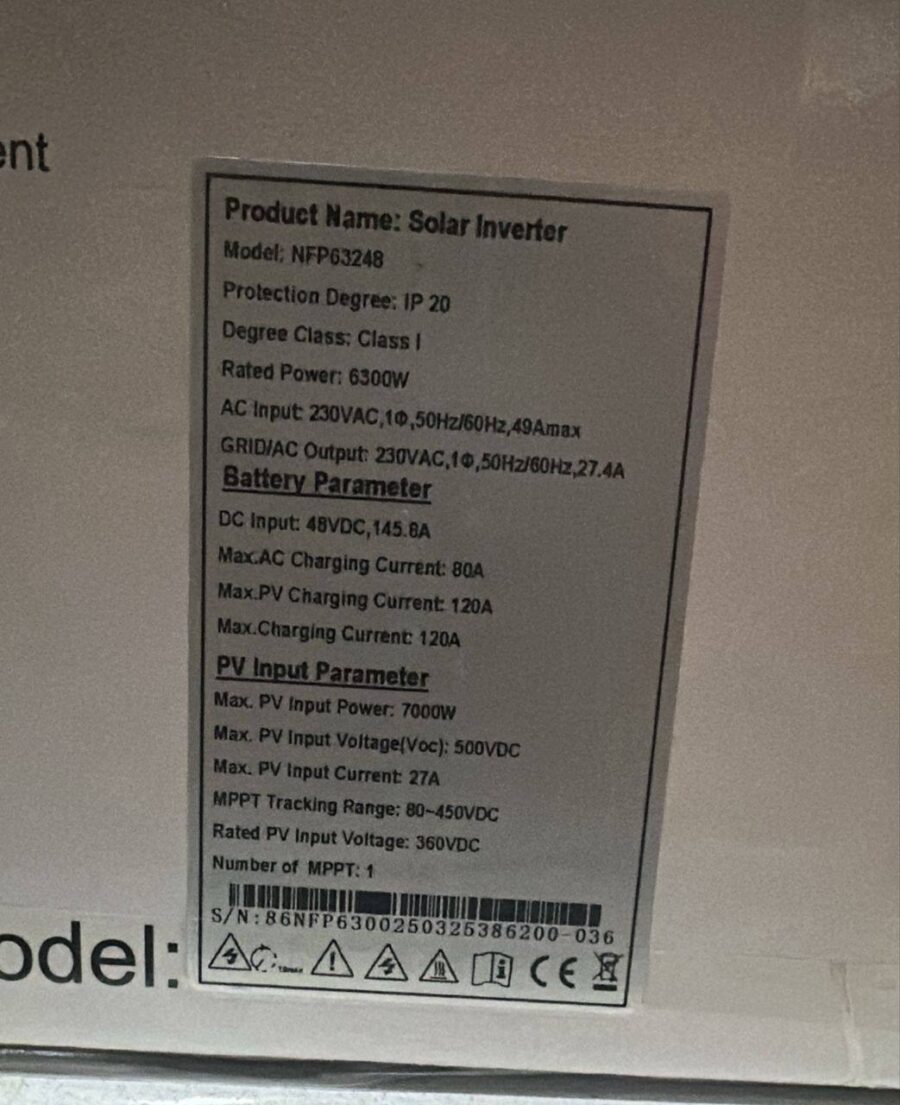 ent
Product Name: Solar Inverter
Model: NFP63248
Protection Degree: IP 20
Degree Class: Class I
Rated Power: 6300W
AC Input: 230VAC,1Φ,50Hz/60Hz,49Amax
GRID/AC Output: 230VAC,1Φ,50Hz/60Hz,27.4A
Battery Parameter
DC Input: 48VDC,145.8A
Max.AC Charging Current: 80A
Max.PV Charging Current: 120A
Max.Charging Current: 120A
PV Input Parameter
Max. PV Input Power: 7000W
Max. PV Input Voltage(Voc): 500VDC
Max. PV Input Current: 27A
MPPT Tracking Range: 80~450VDC
Rated PV Input Voltage: 360VDC
Number of MPPT: 1
S/N:86NFP6300250325386200-036
CE
odel: